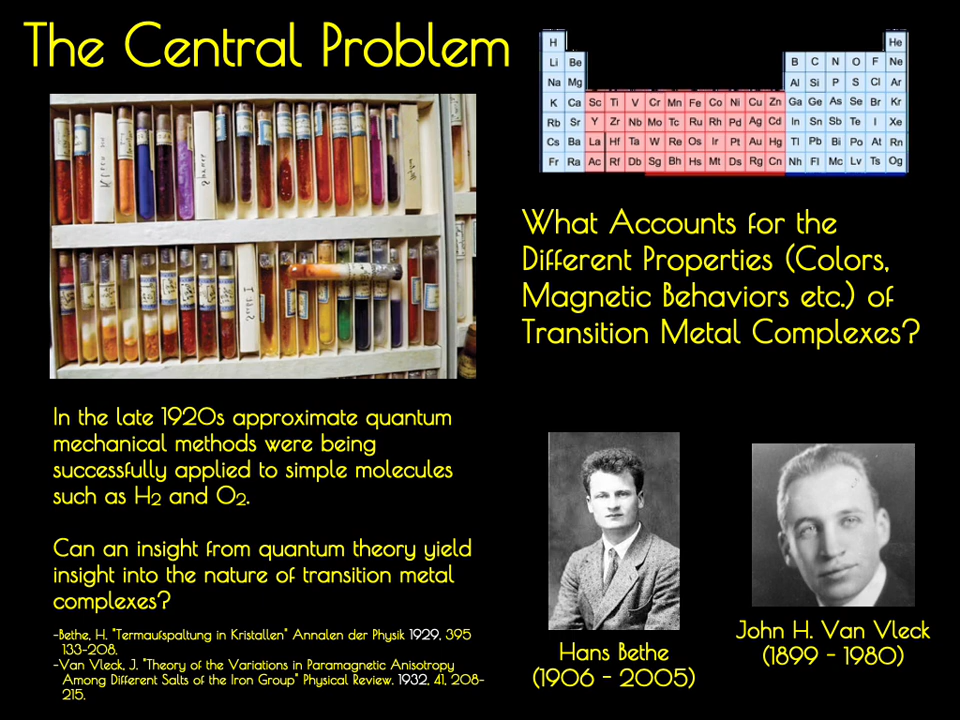 The Central Problem
H He
Li Be B C N O F Ne
Na Mg Al Si P S Cl Ar
K Ca Sc Ti V Cr Mn Fe Co Ni Cu Zn Ga Ge As Se Br Kr
Rb Sr Y Zr Nb Mo Tc Ru Rh Pd Ag Cd In Sn Sb Te I Xe
Cs Ba La Hf Ta W Re Os Ir Pt Au Hg Tl Pb Bi Po At Rn
Fr Ra Ac Rf Db Sg Bh Hs Mt Ds Rg Cn Nh Fl Mc Lv Ts Og
What Accounts for the
Different Properties (Colors,
Magnetic Behaviors etc.) of
Transition Metal Complexes?
In the late 1920s approximate quantum
mechanical methods were being
successfully applied to simple molecules
such as H2 and O2.
Can an insight from quantum theory yield
insight into the nature of transition metal
complexes?
-Bethe, H. "Termaufspaltung in Kristallen" Annalen der Physik 1929, 395
133-208.
-Van Vleck, J. "Theory of the Variations in Paramagnetic Anisotropy
Among Different Salts of the Iron Group" Physical Review. 1932, 41, 208-
215.
Hans Bethe
(1906 - 2005)
John H. Van Vleck
(1899 - 1980)